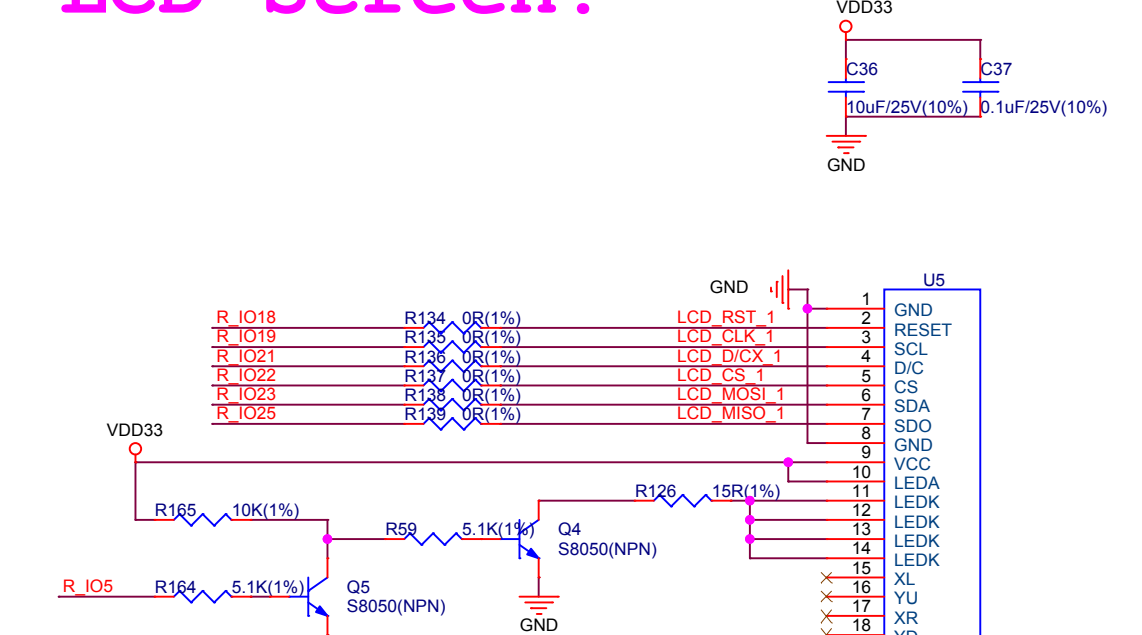 LCD Screen:
VDD33
C36
C37
10uF/25V(10%)
0.1uF/25V(10%)
GND
GND
U5
R_IO18 R134 0R(1%) LCD_RST_1 1 GND
R_IO19 R135 0R(1%) LCD_CLK_1 2 RESET
R_IO21 R136 0R(1%) LCD_D/CX_1 3 SCL
R_IO22 R137 0R(1%) LCD_CS_1 4 D/C
R_IO23 R138 0R(1%) LCD_MOSI_1 5 CS
R_IO25 R139 0R(1%) LCD_MISO_1 6 SDA
7 SDO
VDD33 8 GND
9 VCC
10 LEDA
R126 15R(1%) 11 LEDK
R165 10K(1%) 12 LEDK
R59 5.1K(1%) Q4 13 LEDK
S8050(NPN) 14 LEDK
15 XL
R_IO5 R164 5.1K(1%) Q5 16 YU
S8050(NPN) 17 XR
GND 18 YD